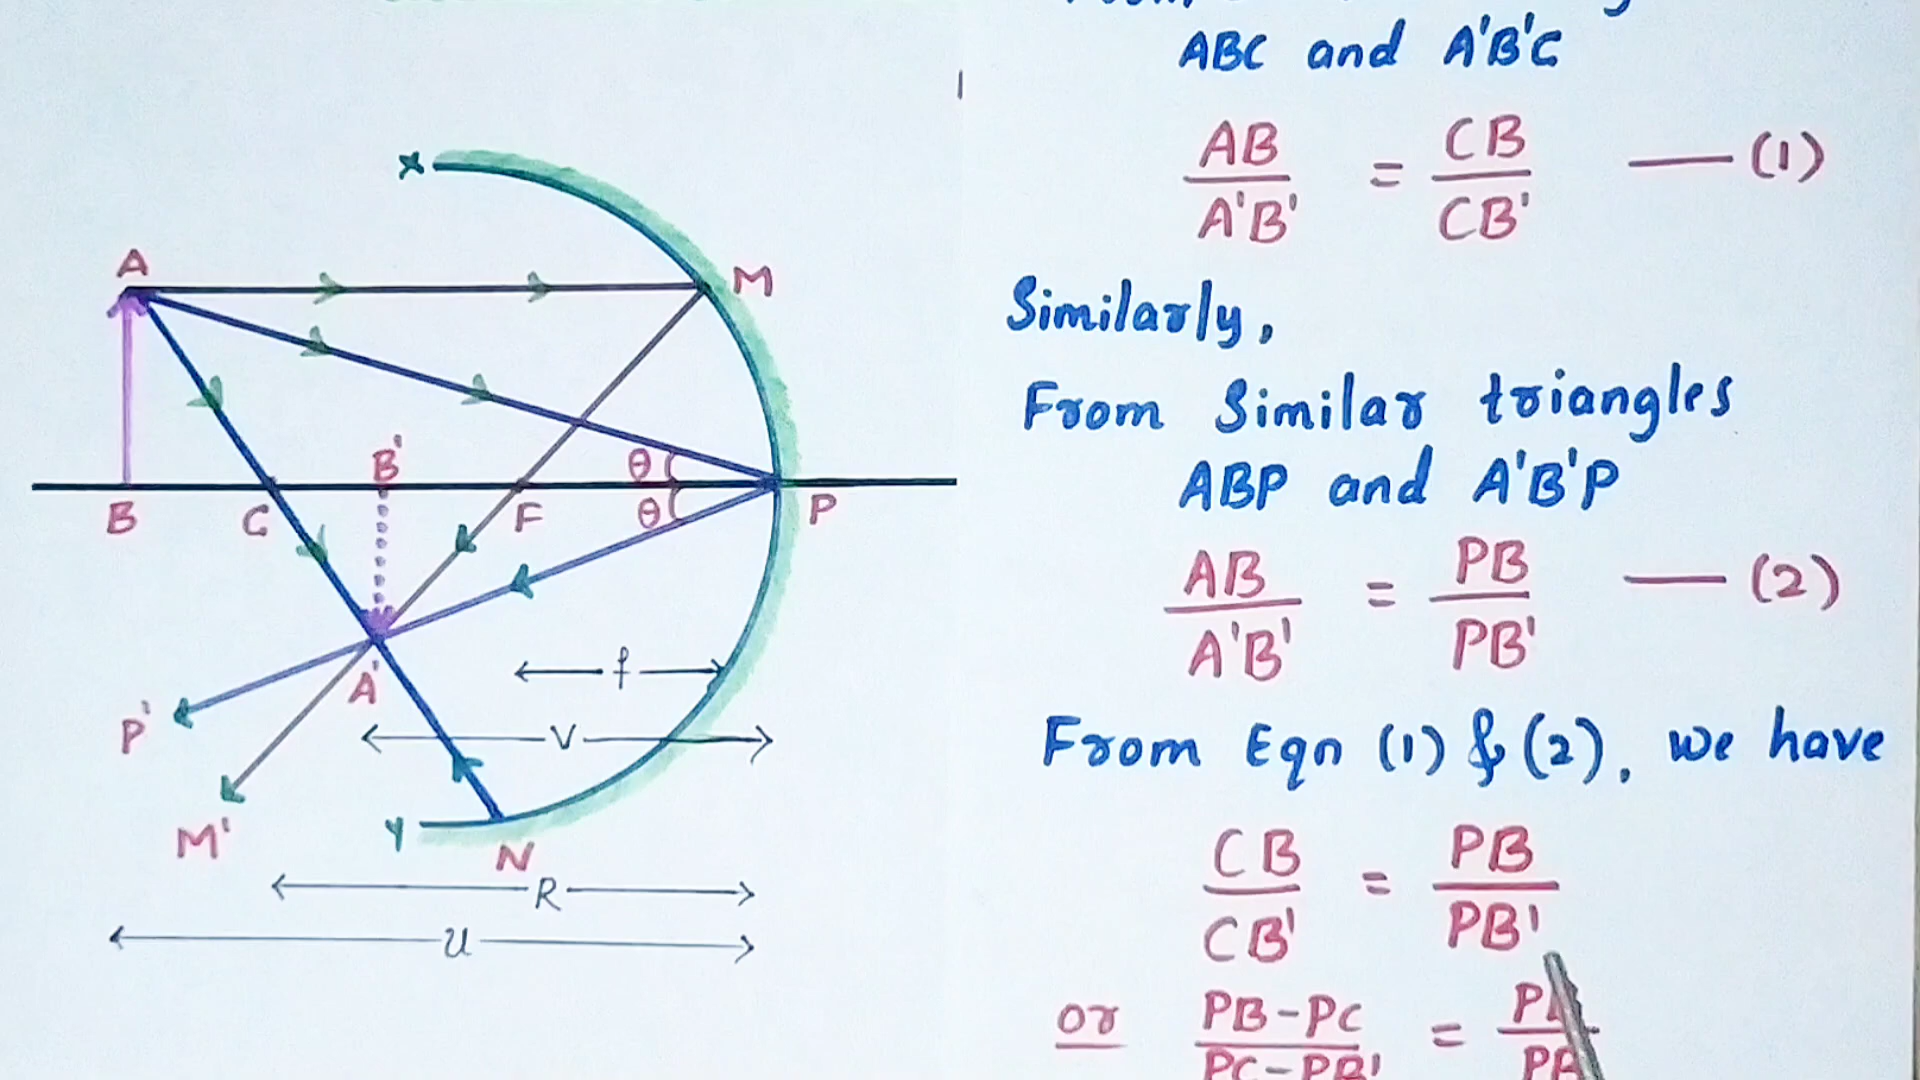 X
A
M
B'
θ
B
C
F
θ
P
A'
f
P'
V
M'
Y
N
R
u
ABC and A'B'C
AB/A'B' = CB/CB' — (1)
Similarly,
From Similar triangles
ABP and A'B'P
AB/A'B' = PB/PB' — (2)
From Eqn (1) & (2), we have
CB/CB' = PB/PB'
or PB-PC/PC-PB' =